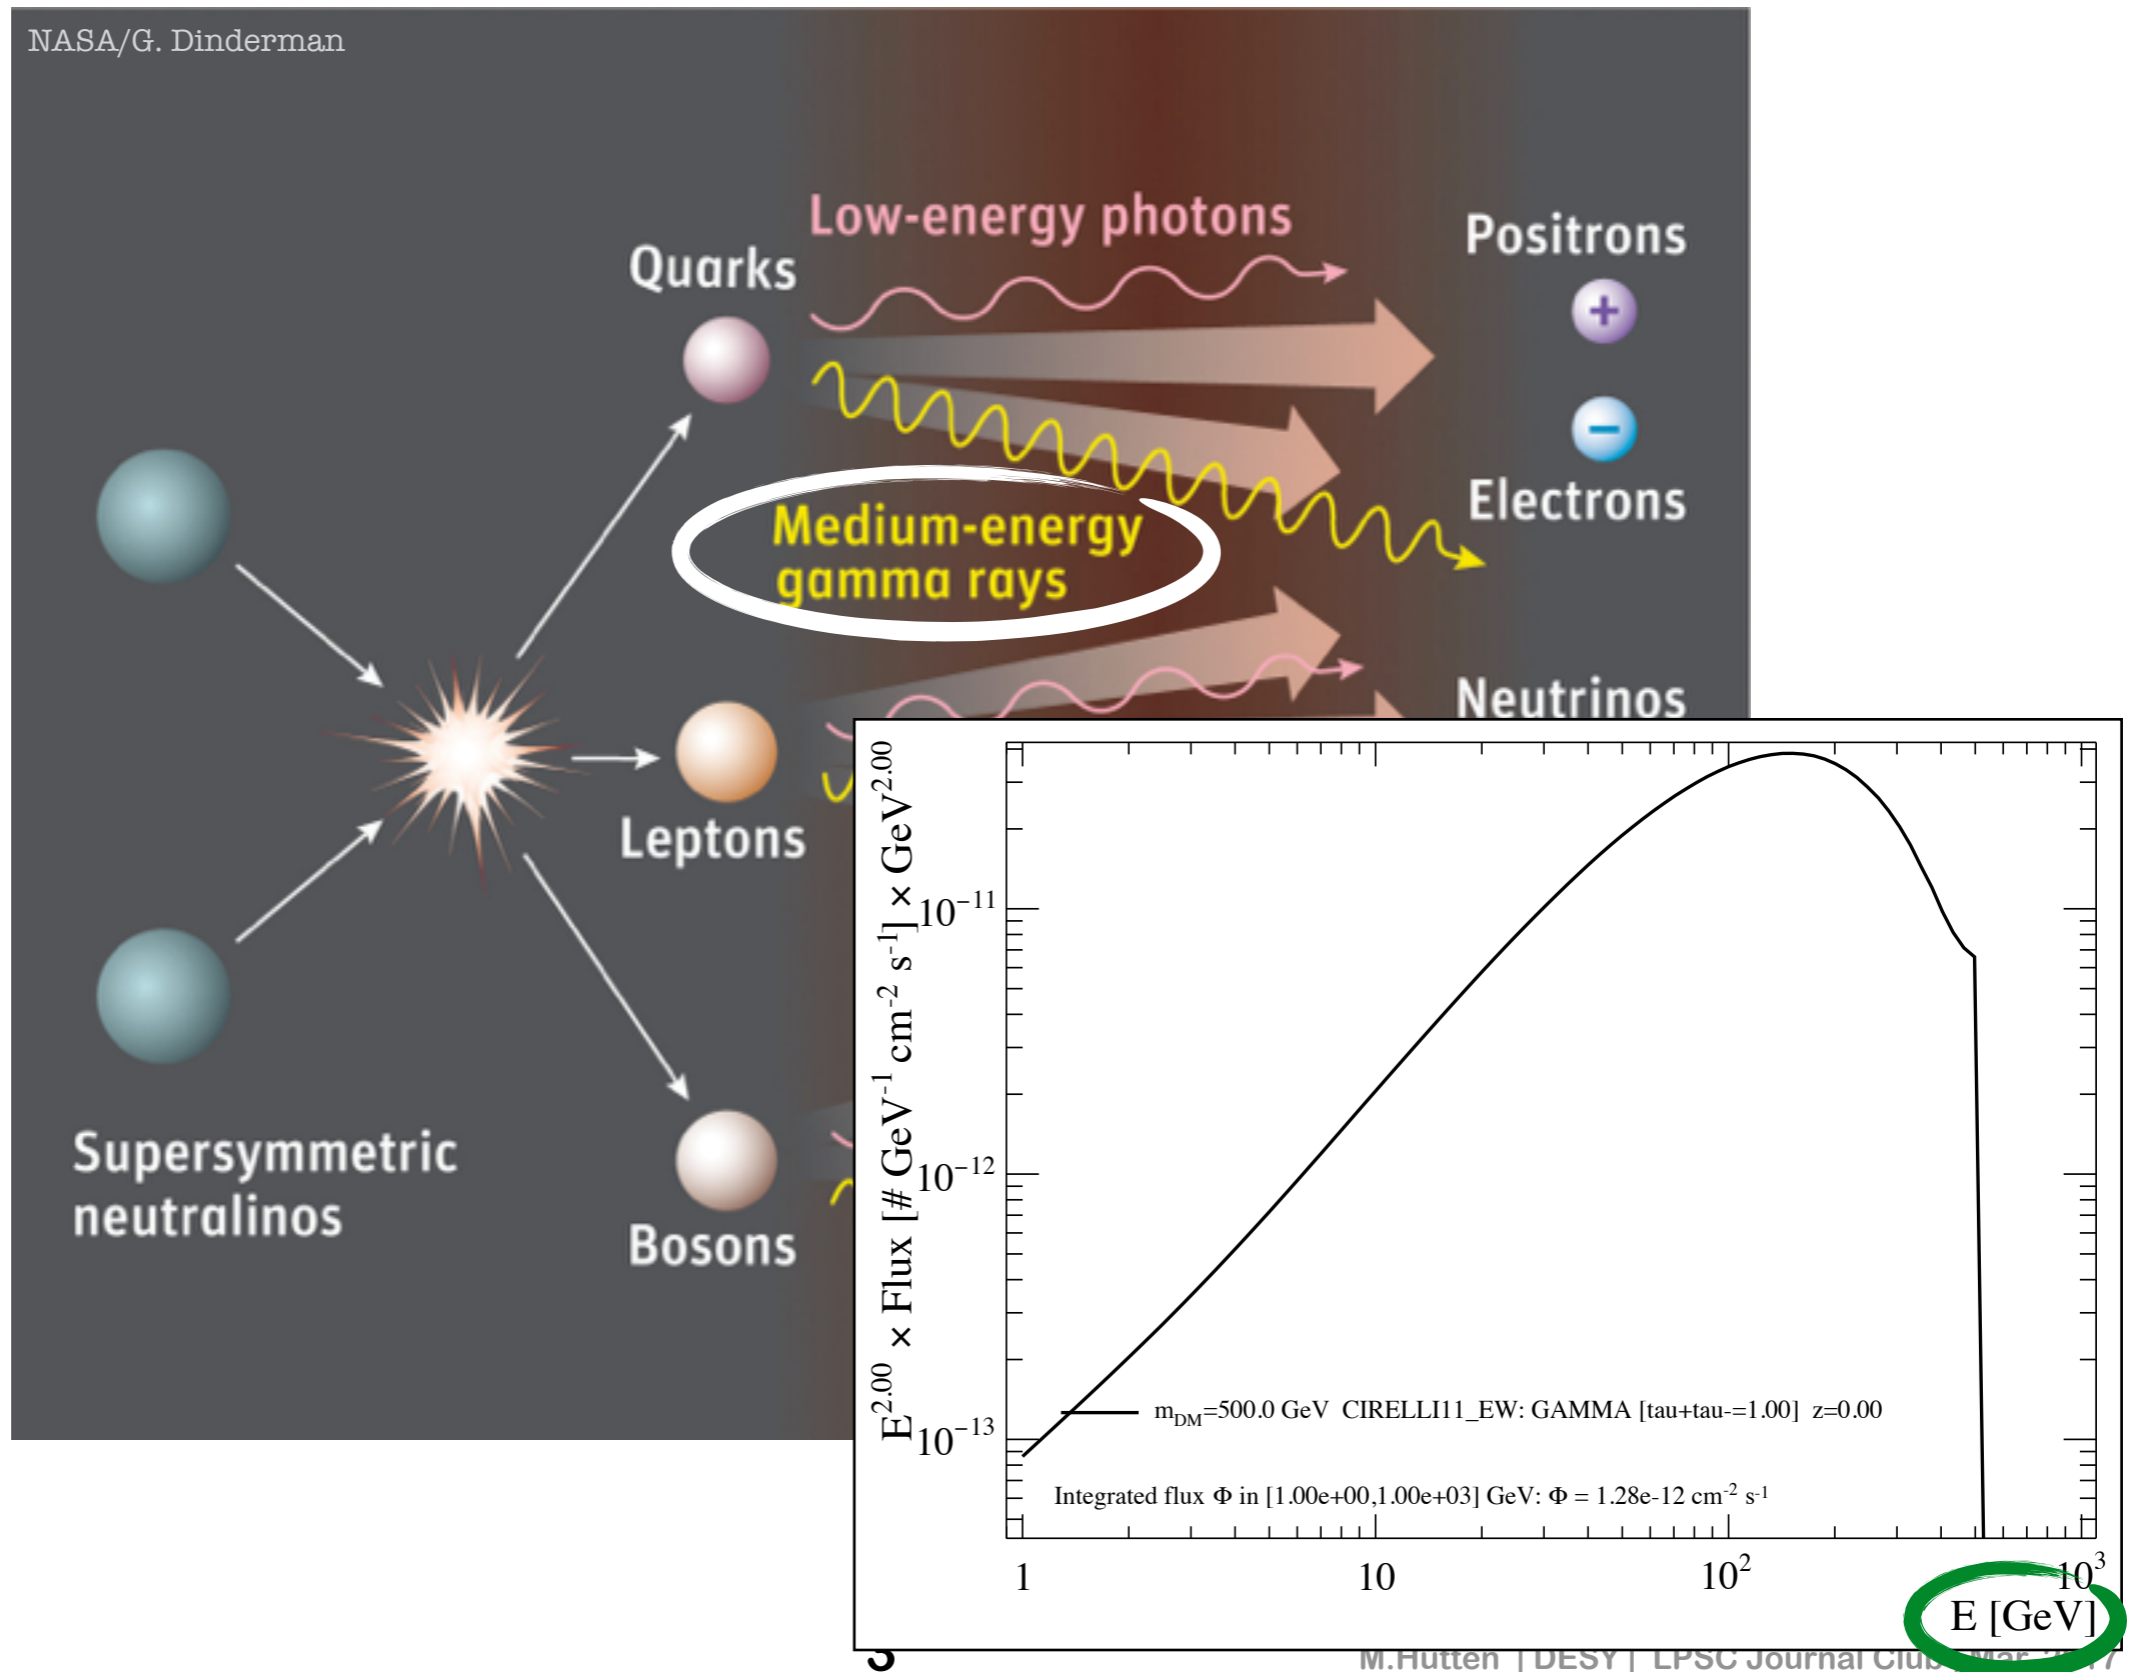 NASA/G. Dinderman
Low-energy photons
Quarks
Positrons
+
−
Electrons
Medium-energy
gamma rays
Neutrinos
Leptons
Supersymmetric
neutralinos
Bosons
E^2.00 × Flux [# GeV^-1 cm^-2 s^-1] × GeV^2.00
10^−11
10^−12
10^−13
m_DM=500.0 GeV CIRELLI11_EW: GAMMA [tau+tau-=1.00] z=0.00
Integrated flux Φ in [1.00e+00,1.00e+03] GeV: Φ = 1.28e-12 cm^-2 s^-1
1 10 10^2 10^3
E [GeV]
3
M.Hütten | DESY | LPSC Journal Club